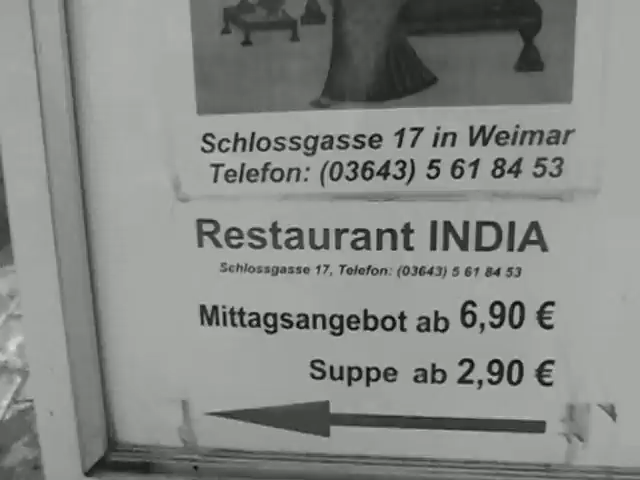 Schlossgasse 17 in Weimar
Telefon: (03643) 5 61 84 53
Restaurant INDIA
Schlossgasse 17, Telefon: (03643) 5 61 84 53
Mittagsangebot ab 6,90 €
Suppe ab 2,90 €